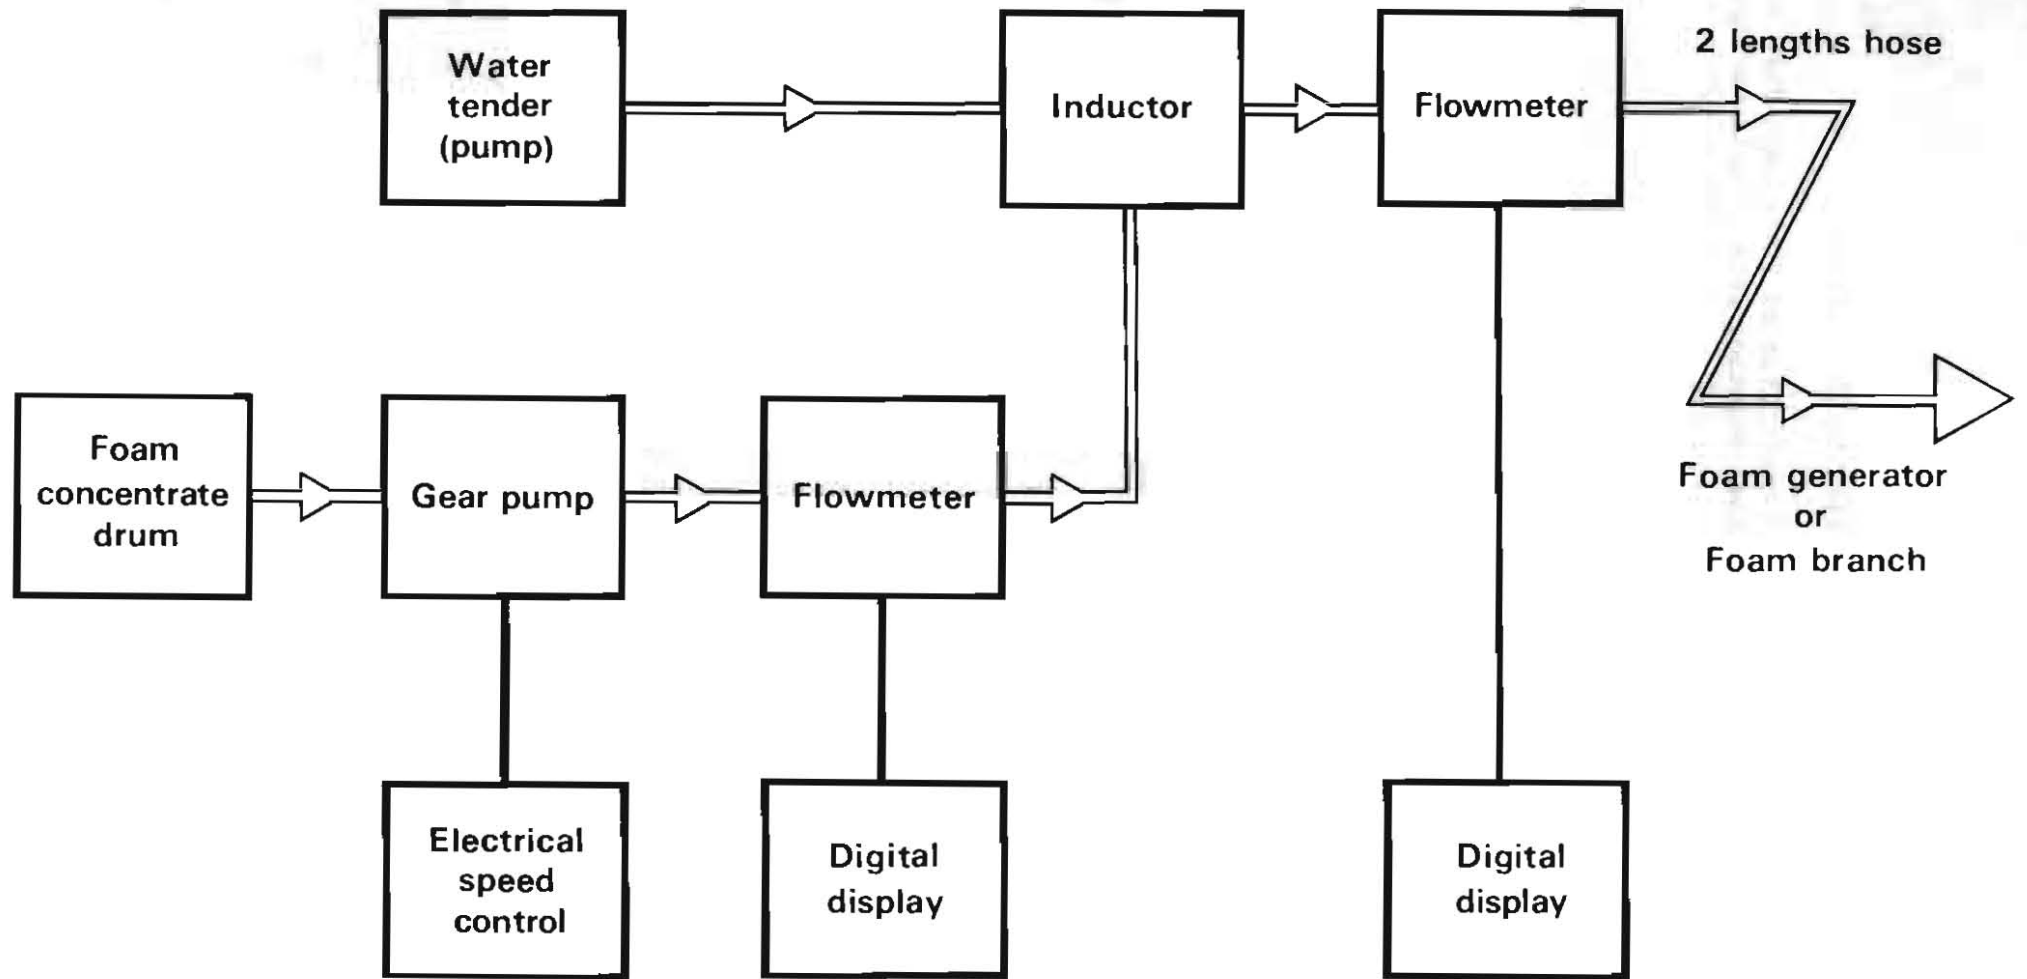 Water
tender
(pump)
Inductor
Flowmeter
2 lengths hose
Foam
concentrate
drum
Gear pump
Flowmeter
Foam generator
or
Foam branch
Electrical
speed
control
Digital
display
Digital
display